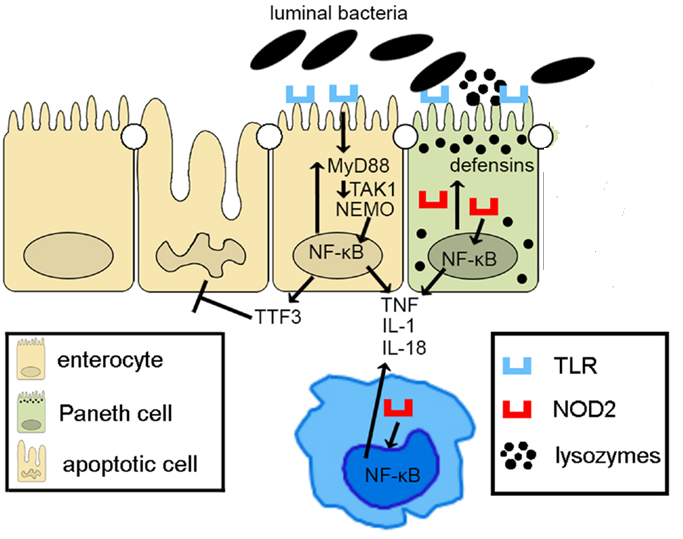 luminal bacteria
MyD88
TAK1
NEMO
NF-κB
defensins
NF-κB
TTF3
TNF
IL-1
IL-18
NF-κB
enterocyte
Paneth cell
apoptotic cell
TLR
NOD2
lysozymes